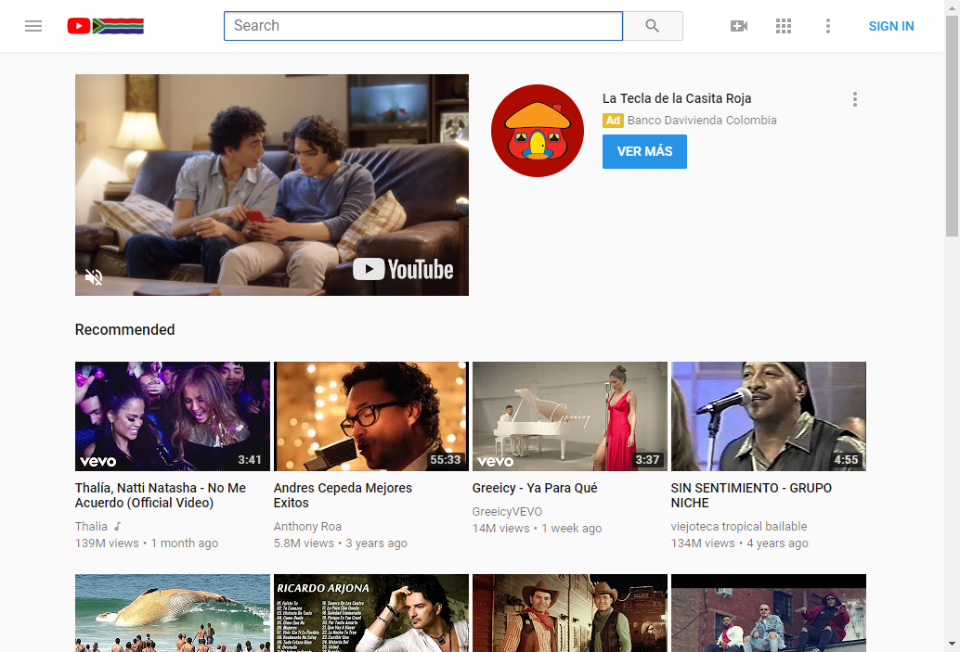 Search
SIGN IN
La Tecla de la Casita Roja
Ad Banco Davivienda Colombia
VER MÁS
YouTube
Recommended
vevo 3:41
55:33
vevo 3:37
4:55
Thalía, Natti Natasha - No Me
Acuerdo (Official Video)
Thalia
139M views • 1 month ago
Andres Cepeda Mejores
Exitos
Anthony Roa
5.8M views • 3 years ago
Greeicy - Ya Para Qué
GreeicyVEVO
14M views • 1 week ago
SIN SENTIMIENTO - GRUPO
NICHE
viejoteca tropical bailable
134M views • 4 years ago
RICARDO ARJONA